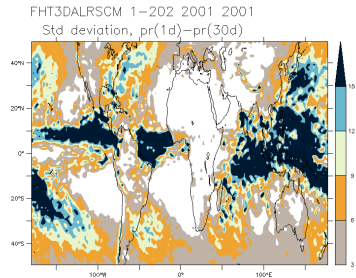 FHT3DALRSCM 1-202 2001 2001
Std deviation, pr(1d)-pr(30d)
40°N
20°N
0°
20°S
40°S
100°W
0°
100°E
15
12
9
6
3